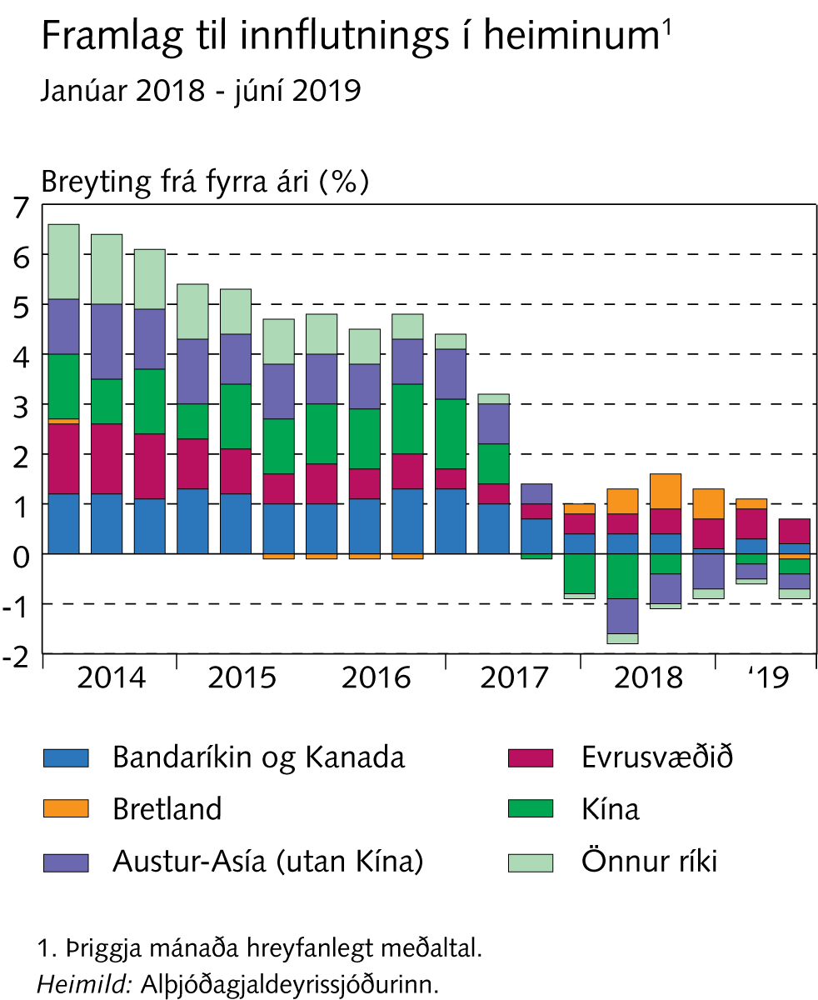 Framlag til innflutnings í heiminum¹
Janúar 2018 - júní 2019
Breyting frá fyrra ári (%)
7
6
5
4
3
2
1
0
-1
-2
2014 2015 2016 2017 2018 ‘19
Bandaríkin og Kanada Evrusvæðið
Bretland Kína
Austur-Asía (utan Kína) Önnur ríki
1. Þriggja mánaða hreyfanlegt meðaltal.
Heimild: Alþjóðagjaldeyrissjóðurinn.